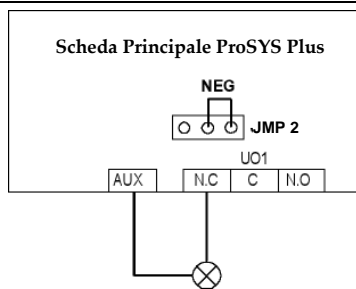 Scheda Principale ProSYS Plus
NEG
JMP 2
UO1
AUX N.C C N.O